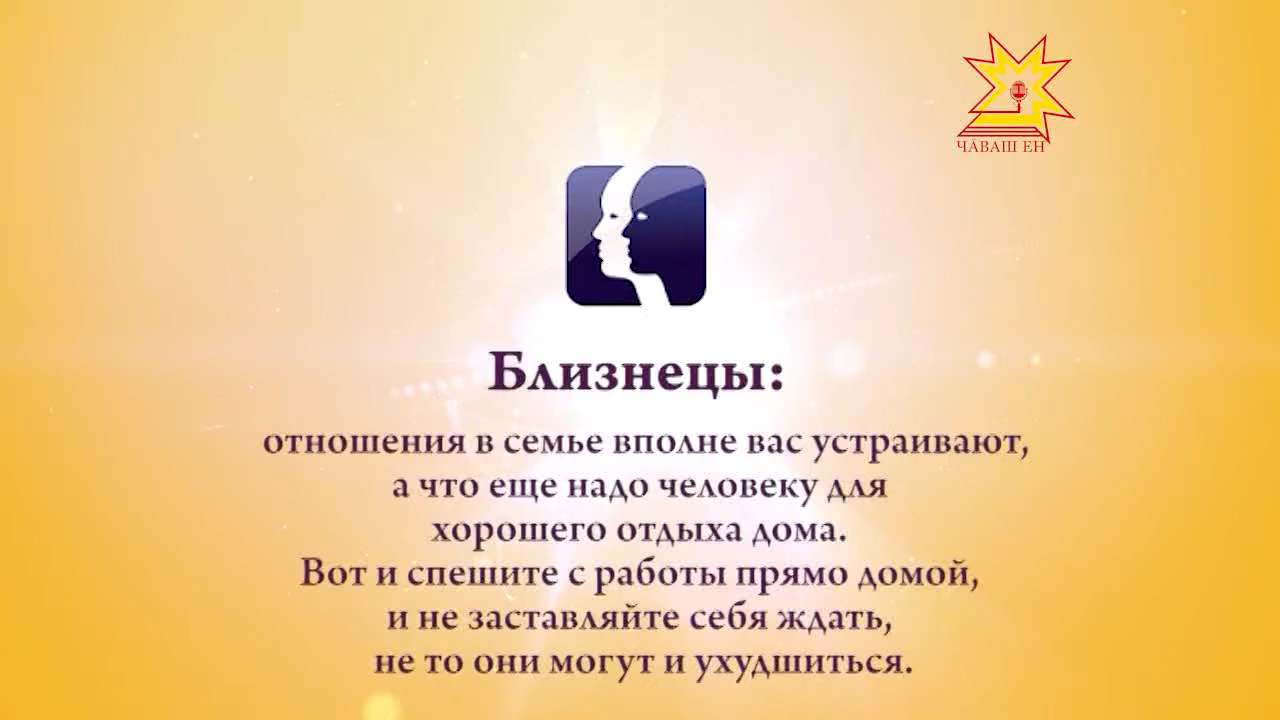 ЧӐВАШ ЕН
Близнецы:
отношения в семье вполне вас устраивают,
а что еще надо человеку для
хорошего отдыха дома.
Вот и спешите с работы прямо домой,
и не заставляйте себя ждать,
не то они могут и ухудшиться.